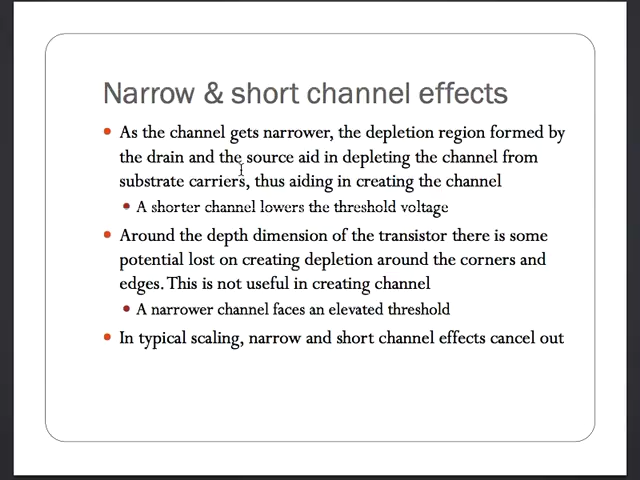 Narrow & short channel effects
As the channel gets narrower, the depletion region formed by
the drain and the source aid in depleting the channel from
substrate carriers, thus aiding in creating the channel
A shorter channel lowers the threshold voltage
Around the depth dimension of the transistor there is some
potential lost on creating depletion around the corners and
edges. This is not useful in creating channel
A narrower channel faces an elevated threshold
In typical scaling, narrow and short channel effects cancel out